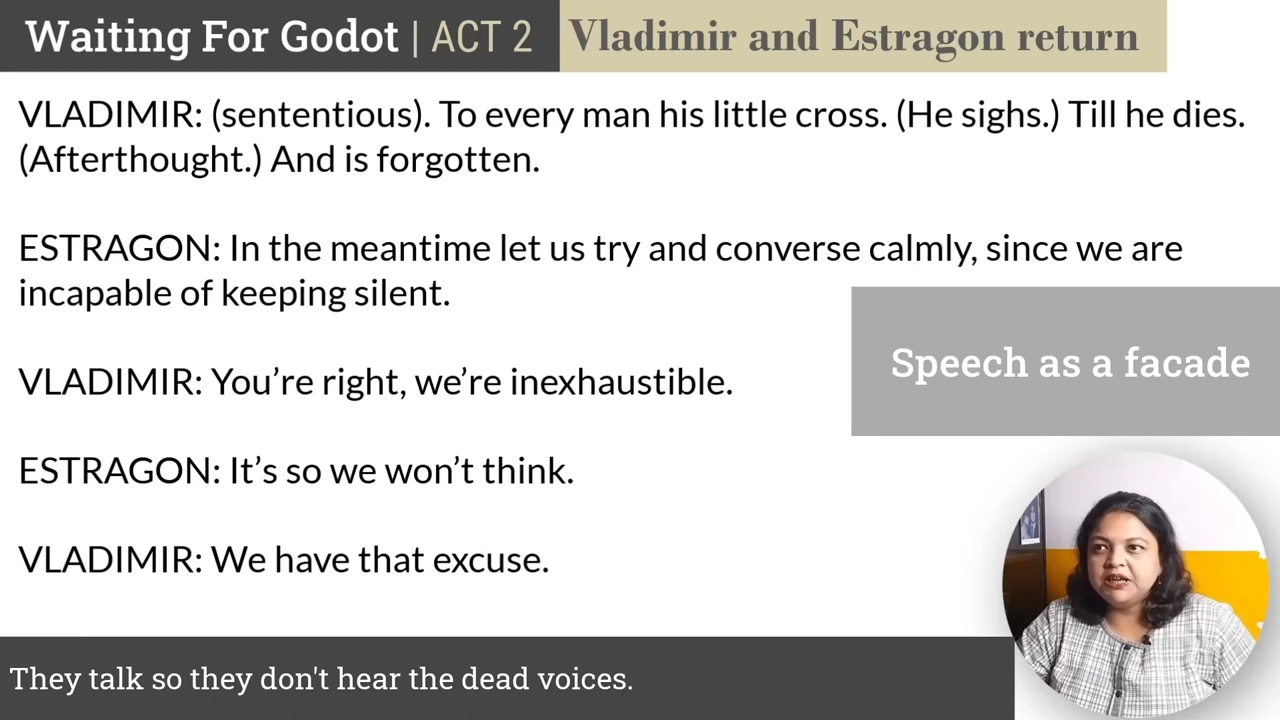 Waiting For Godot | ACT 2 Vladimir and Estragon return
VLADIMIR: (sententious). To every man his little cross. (He sighs.) Till he dies.
(Afterthought.) And is forgotten.
ESTRAGON: In the meantime let us try and converse calmly, since we are
incapable of keeping silent.
Speech as a facade
VLADIMIR: You’re right, we’re inexhaustible.
ESTRAGON: It’s so we won’t think.
VLADIMIR: We have that excuse.
They talk so they don't hear the dead voices.